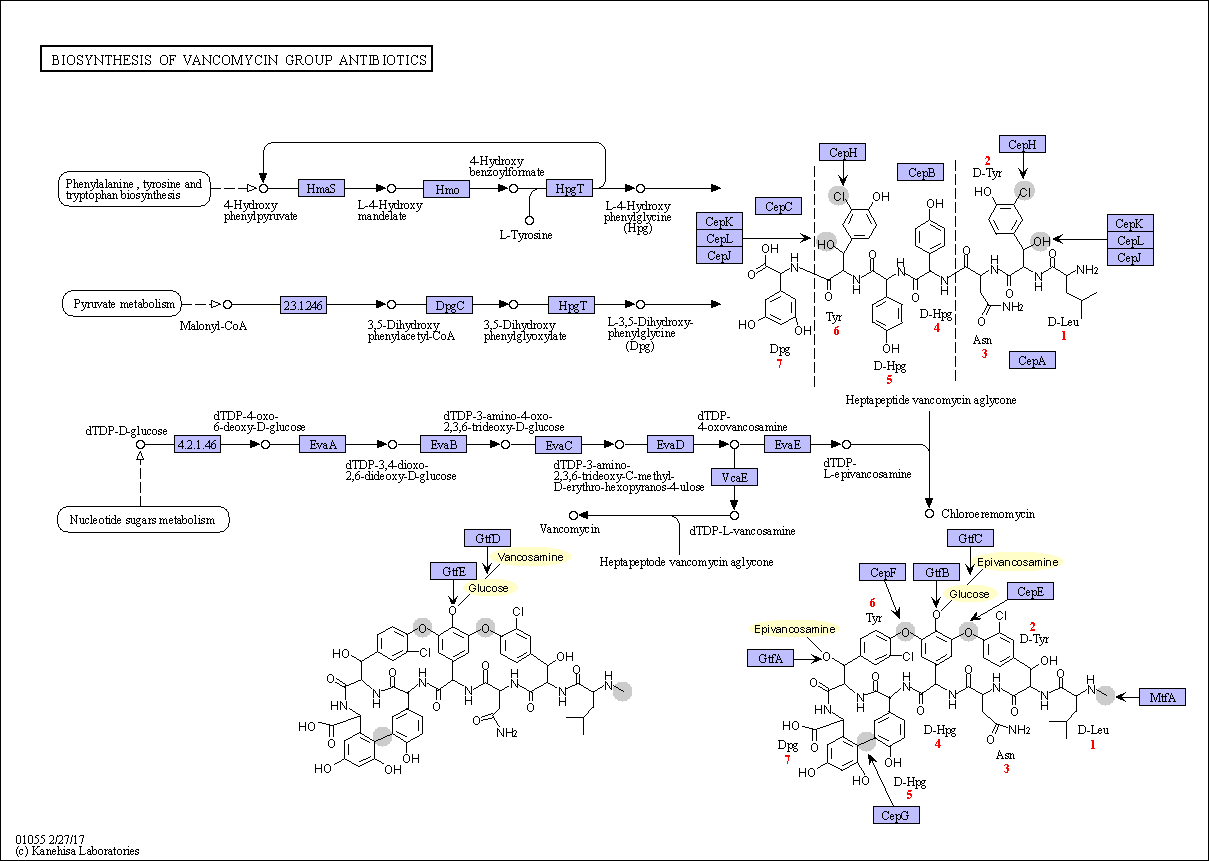 BIOSYNTHESIS OF VANCOMYCIN GROUP ANTIBIOTICS
Phenylalanine , tyrosine and
tryptophan biosynthesis
4-Hydroxy
phenylpyruvate
HmaS
L-4-Hydroxy
mandelate
Hmo
4-Hydroxy
benzoylformate
HpgT
L-Tyrosine
L-4-Hydroxy
phenylglycine
(Hpg)
Pyruvate metabolism
Malonyl-CoA
2.3.1.246
3,5-Dihydroxy
phenylacetyl-CoA
DpgC
3,5-Dihydroxy
phenylglyoxylate
HpgT
L-3,5-Dihydroxy-
phenylglycine
(Dpg)
CepK
CepL
CepJ
CepC
CepH
CepB
2
D-Tyr
CepH
CepK
CepL
CepJ
Cl
OH
OH
HO
Cl
HO
OH
OH
O
HO
H
N
O
N
H
O
H
N
O
N
H
O
H
N
O
N
H
O
NH2
HO
OH
OH
NH2
O
Dpg
7
Tyr
6
D-Hpg
5
D-Hpg
4
Asn
3
D-Leu
1
CepA
Heptapeptide vancomycin aglycone
dTDP-D-glucose
4.2.1.46
dTDP-4-oxo-
6-deoxy-D-glucose
EvaA
dTDP-3,4-dioxo-
2,6-dideoxy-D-glucose
EvaB
dTDP-3-amino-4-oxo-
2,3,6-trideoxy-D-glucose
EvaC
dTDP-3-amino-
2,3,6-trideoxy-C-methyl-
D-erythro-hexopyranos-4-ulose
EvaD
dTDP-
4-oxovancosamine
EvaE
dTDP-
L-epivancosamine
VcaE
Nucleotide sugars metabolism
Vancomycin
dTDP-L-vancosamine
Heptapeptode vancomycin aglycone
Chloroeremomycin
GtfD
Vancosamine
GtfE
Glucose
O
O
O
Cl
Cl
HO
OH
O
N
H
O
H
N
O
N
H
O
H
N
O
N
H
O
H
N
HN
HO
O
O
NH2
HO
OH
OH
GtfC
Epivancosamine
CepF
GtfB
Glucose
CepE
6
Tyr
2
D-Tyr
Epivancosamine
GtfA
O
O
O
O
Cl
Cl
OH
O
N
H
O
H
N
O
N
H
O
H
N
O
N
H
O
H
N
HN
HO
O
O
NH2
HO
HO
OH
MtfA
Dpg
7
D-Hpg
4
Asn
3
D-Leu
1
D-Hpg
5
CepG
01055 2/27/17
(c) Kanehisa Laboratories